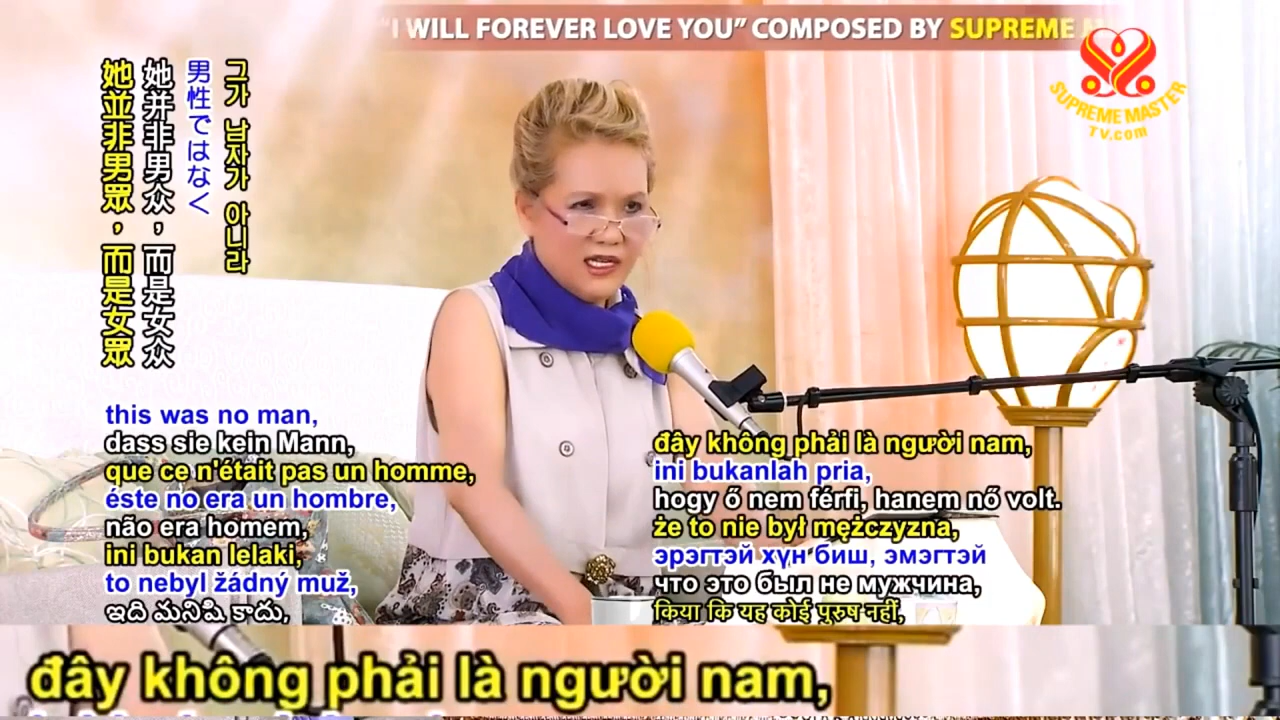 "I WILL FOREVER LOVE YOU" COMPOSED BY SUPREME
SUPREME MASTER
TV.com
그가 남자가 아니라
男性ではなく
她并非男众，而是女众
她並非男眾，而是女眾
this was no man,
dass sie kein Mann,
que ce n'était pas un homme,
éste no era un hombre,
não era homem,
ini bukan lelaki,
to nebyl žádný muž,
ఇది మనిషి కాదు,
đây không phải là người nam,
ini bukanlah pria,
hogy ő nem férfi, hanem nő volt.
że to nie był mężczyzna,
эрэгтэй хүн биш, эмэгтэй
что это был не мужчина,
किया कि यह कोई पुरुष नहीं,
đây không phải là người nam,